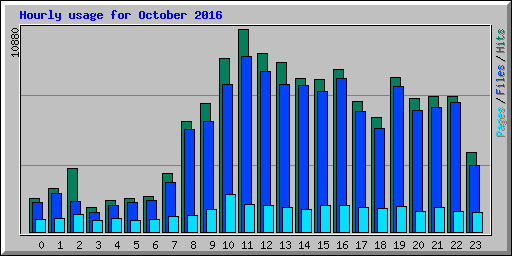 Hourly usage for October 2016
10880
Pages/Files/Hits
0 1 2 3 4 5 6 7 8 9 10 11 12 13 14 15 16 17 18 19 20 21 22 23